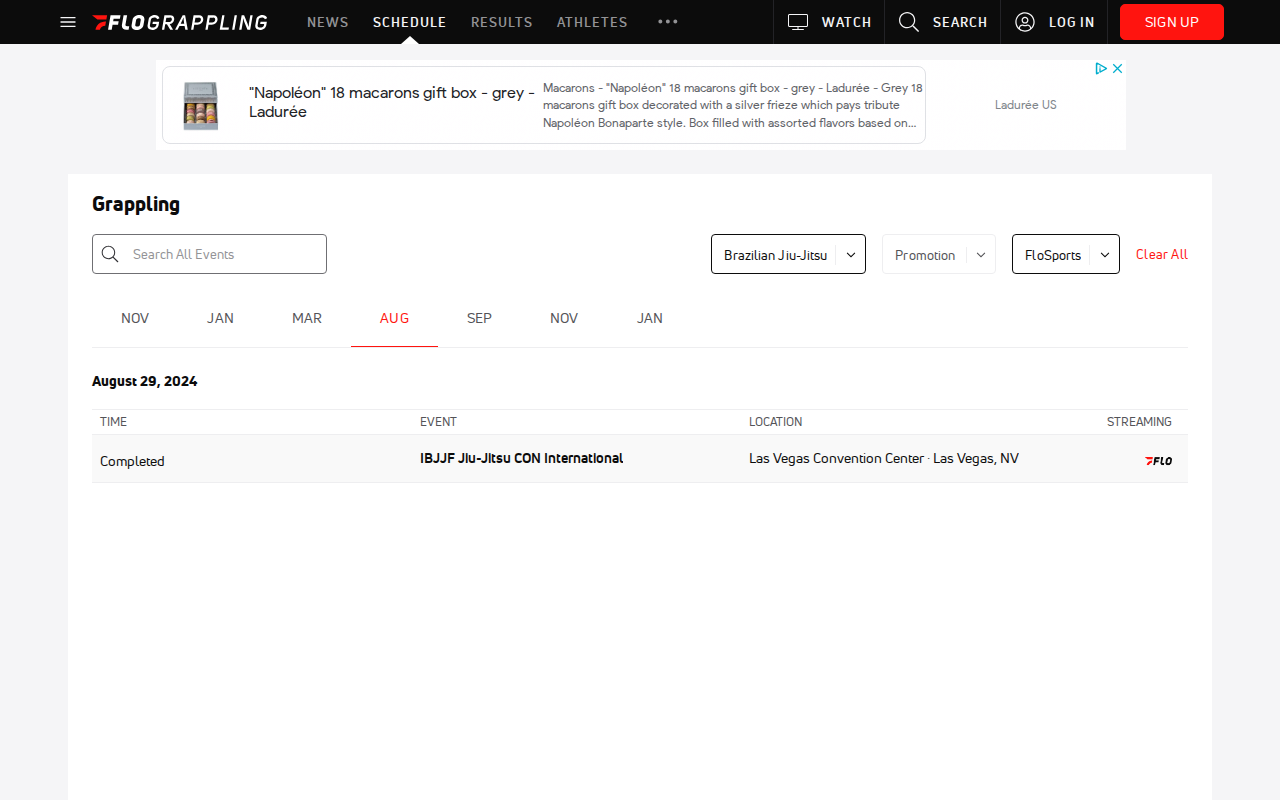 FLOGRAPPLING
NEWS
SCHEDULE
RESULTS
ATHLETES
WATCH
SEARCH
LOG IN
SIGN UP
"Napoléon" 18 macarons gift box - grey -
Ladurée
Macarons - "Napoléon" 18 macarons gift box - grey - Ladurée - Grey 18
macarons gift box decorated with a silver frieze which pays tribute
Napoléon Bonaparte style. Box filled with assorted flavors based on...
Ladurée US
Grappling
Search All Events
Brazilian Jiu-Jitsu
Promotion
FloSports
Clear All
NOV
JAN
MAR
AUG
SEP
NOV
JAN
August 29, 2024
TIME
EVENT
LOCATION
STREAMING
Completed
IBJJF Jiu-Jitsu CON International
Las Vegas Convention Center · Las Vegas, NV
FLO